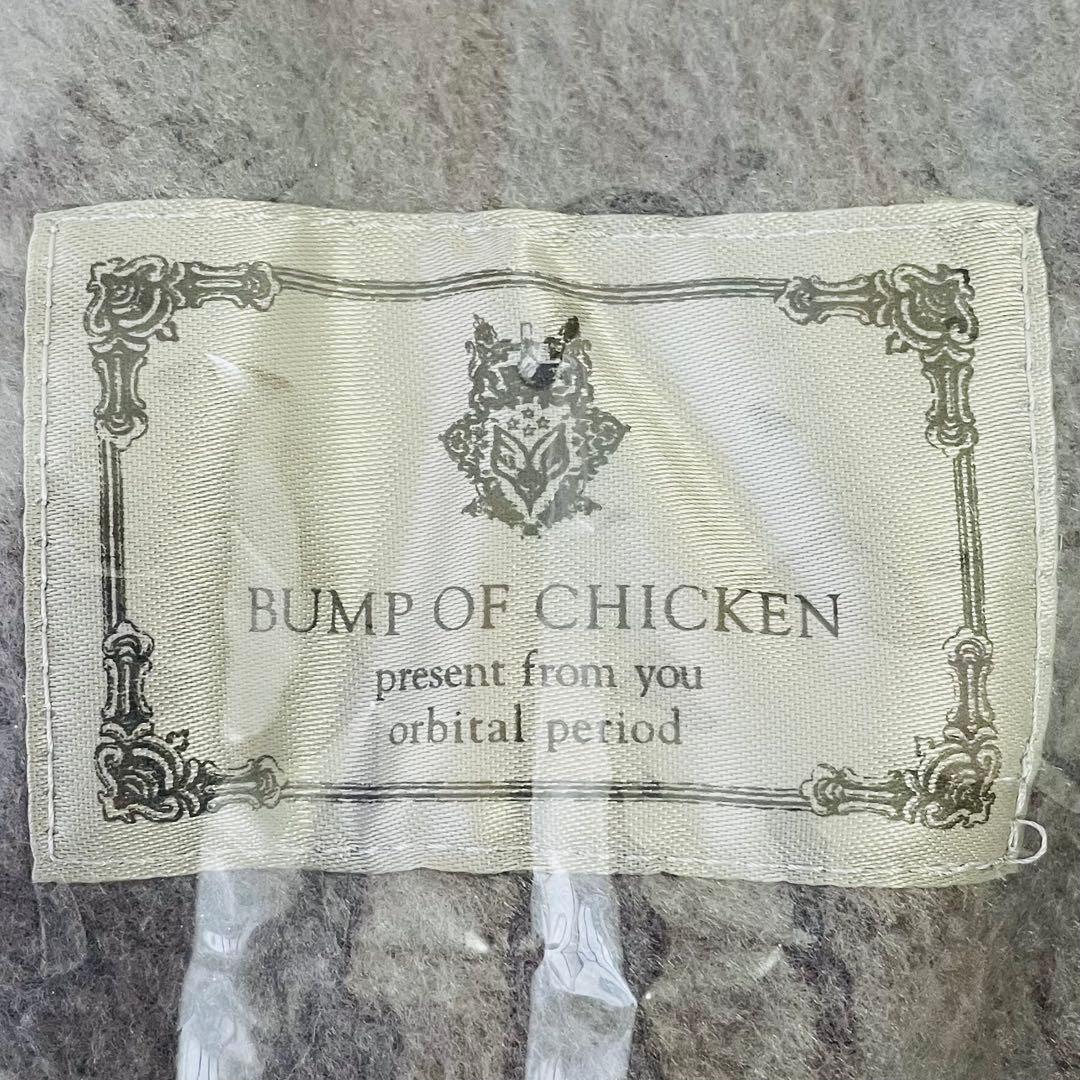 BUMP OF CHICKEN
present from you
orbital period